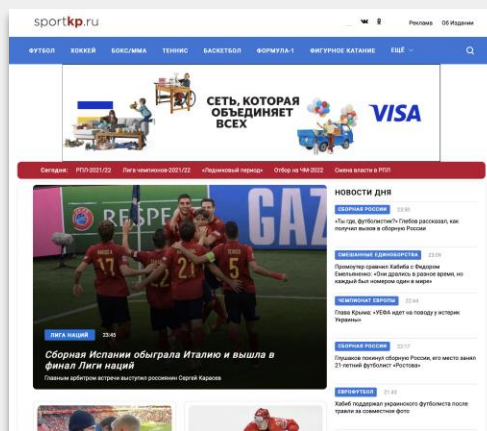 sportkp.ru
Реклама Об Издании
ФУТБОЛ ХОККЕЙ БОКС/ММА ТЕННИС БАСКЕТБОЛ ФОРМУЛА-1 ФИГУРНОЕ КАТАНИЕ ЕЩЁ
СЕТЬ, КОТОРАЯ
ОБЪЕДИНЯЕТ
ВСЕХ
VISA
Сегодня: РПЛ-2021/22 Лига чемпионов-2021/22 «Ледниковый период» Отбор на ЧМ-2022 Смена власти в РПЛ
RESPE
GAZ
21
5
ЛИГА НАЦИЙ 23:45
Сборная Испании обыграла Италию и вышла в
финал Лиги наций
Главным арбитром встречи выступил россиянин Сергей Карасев
НОВОСТИ ДНЯ
СБОРНАЯ РОССИИ
«Ты где, футболистик?» Глебов рассказал, как
получил вызов в сборную России
СМЕШАННЫЕ ЕДИНОБОРСТВА
Промоутер сравнил Хабиба с Федором
Емельяненко: «Они дрались в разное время, но
каждый был номером один в мире»
ЧЕМПИОНАТ ЕВРОПЫ 22:44
Глава Крыма: «УЕФА идет на поводу у истерик
Украины»
СБОРНАЯ РОССИИ 22:17
Глушаков покинул сборную России, его место занял
21-летний футболист «Ростова»
ЕВРОФУТБОЛ 21:43
Хабиб поддержал украинского футболиста после
травли за совместное фото